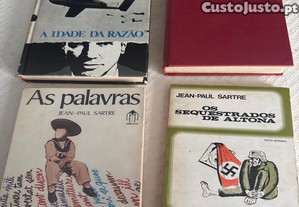 CustoJusto.pt
A IDADE DA RAZÃO
As palavras
JEAN-PAUL SARTRE
JEAN-PAUL SARTRE
OS
SEQUESTRADOS
DE ALTONA